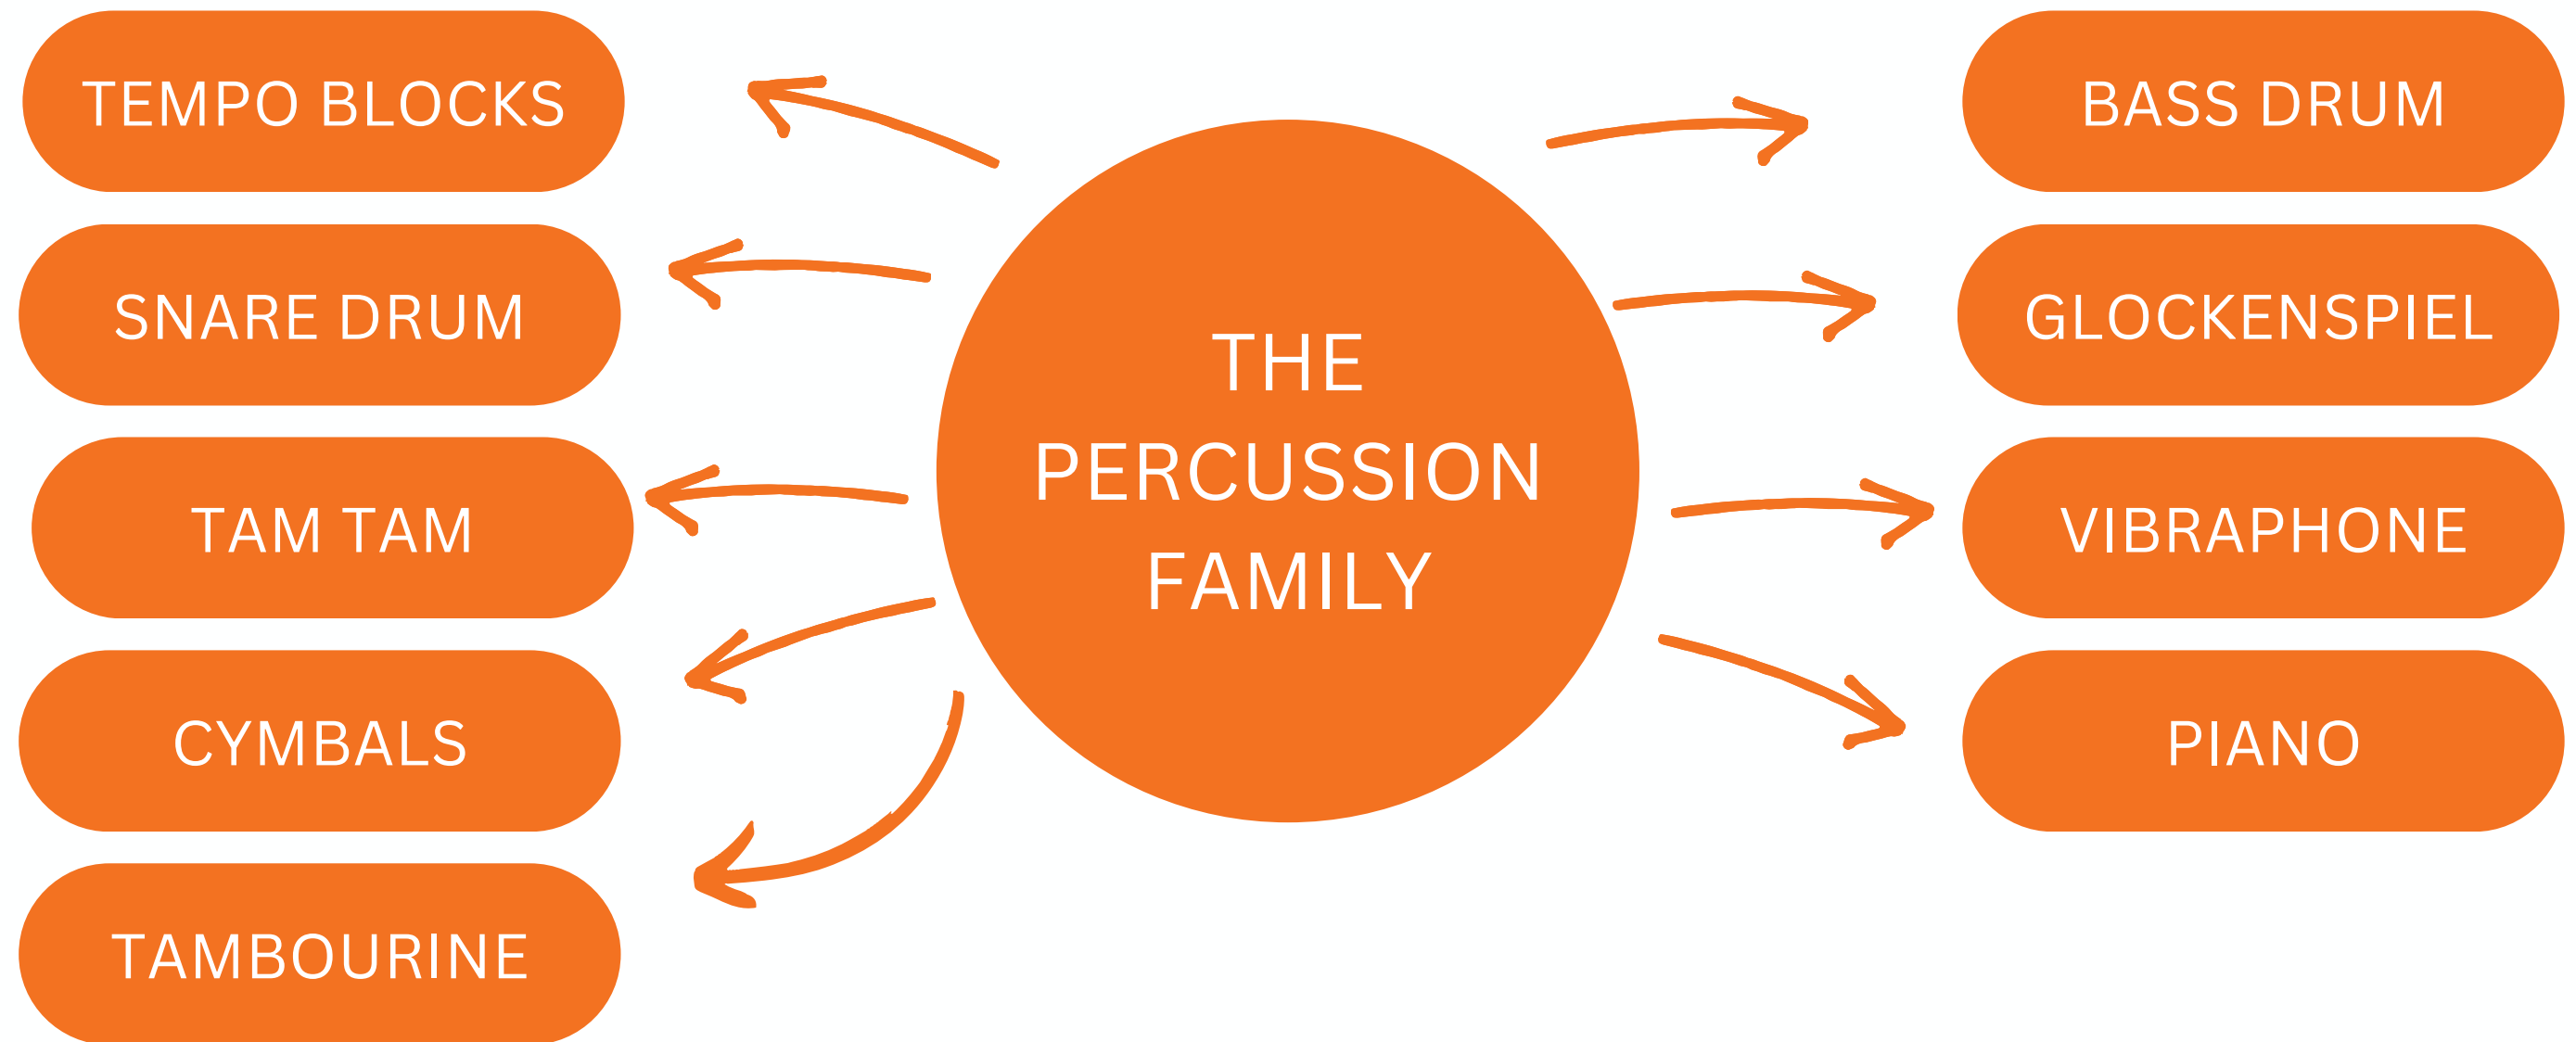 TEMPO BLOCKS
SNARE DRUM
TAM TAM
CYMBALS
TAMBOURINE
THE
PERCUSSION
FAMILY
BASS DRUM
GLOCKENSPIEL
VIBRAPHONE
PIANO